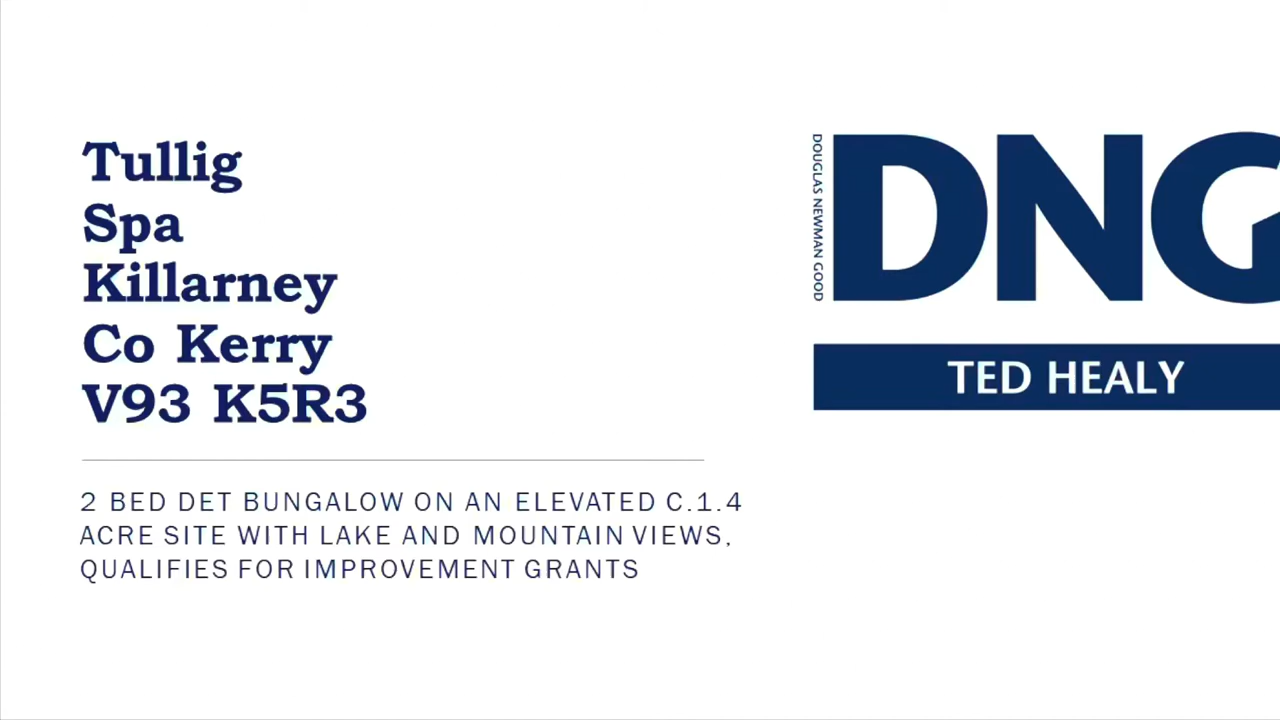 Tullig
Spa
Killarney
Co Kerry
V93 K5R3
2 BED DET BUNGALOW ON AN ELEVATED C.1.4
ACRE SITE WITH LAKE AND MOUNTAIN VIEWS,
QUALIFIES FOR IMPROVEMENT GRANTS
DOUGLAS NEWMAN GOOD
DNG
TED HEALY